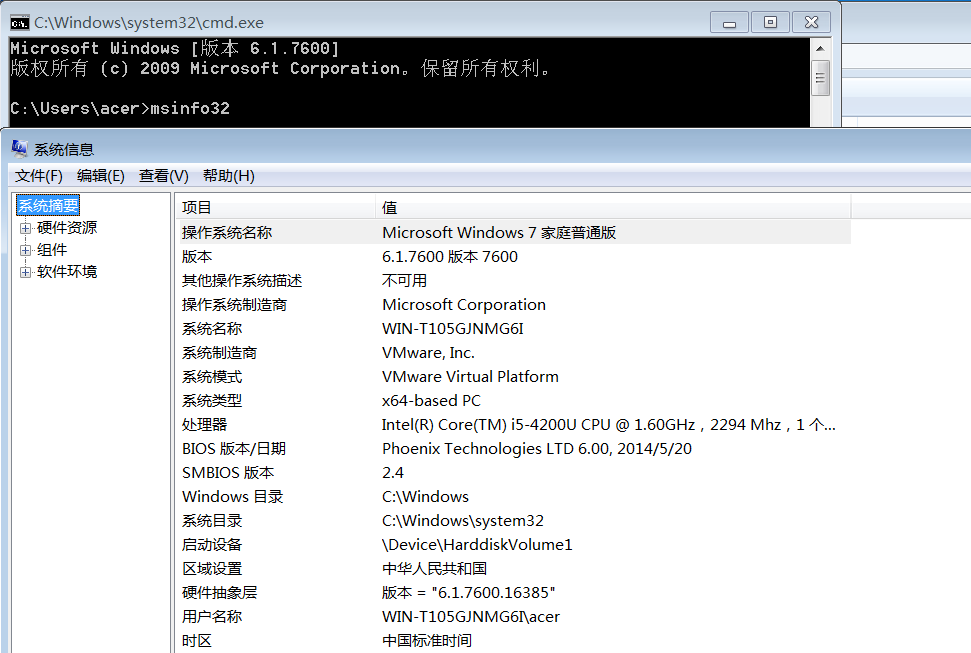 C:\Windows\system32\cmd.exe
Microsoft Windows [版本 6.1.7600]
版权所有 (c) 2009 Microsoft Corporation。保留所有权利。
C:\Users\acer>msinfo32
系统信息
文件(F) 编辑(E) 查看(V) 帮助(H)
系统摘要
硬件资源
组件
软件环境
项目 值
操作系统名称 Microsoft Windows 7 家庭普通版
版本 6.1.7600 版本 7600
其他操作系统描述 不可用
操作系统制造商 Microsoft Corporation
系统名称 WIN-T105GJNMG6I
系统制造商 VMware, Inc.
系统模式 VMware Virtual Platform
系统类型 x64-based PC
处理器 Intel(R) Core(TM) i5-4200U CPU @ 1.60GHz，2294 Mhz，1 个...
BIOS 版本/日期 Phoenix Technologies LTD 6.00, 2014/5/20
SMBIOS 版本 2.4
Windows 目录 C:\Windows
系统目录 C:\Windows\system32
启动设备 \Device\HarddiskVolume1
区域设置 中华人民共和国
硬件抽象层 版本 = "6.1.7600.16385"
用户名称 WIN-T105GJNMG6I\acer
时区 中国标准时间